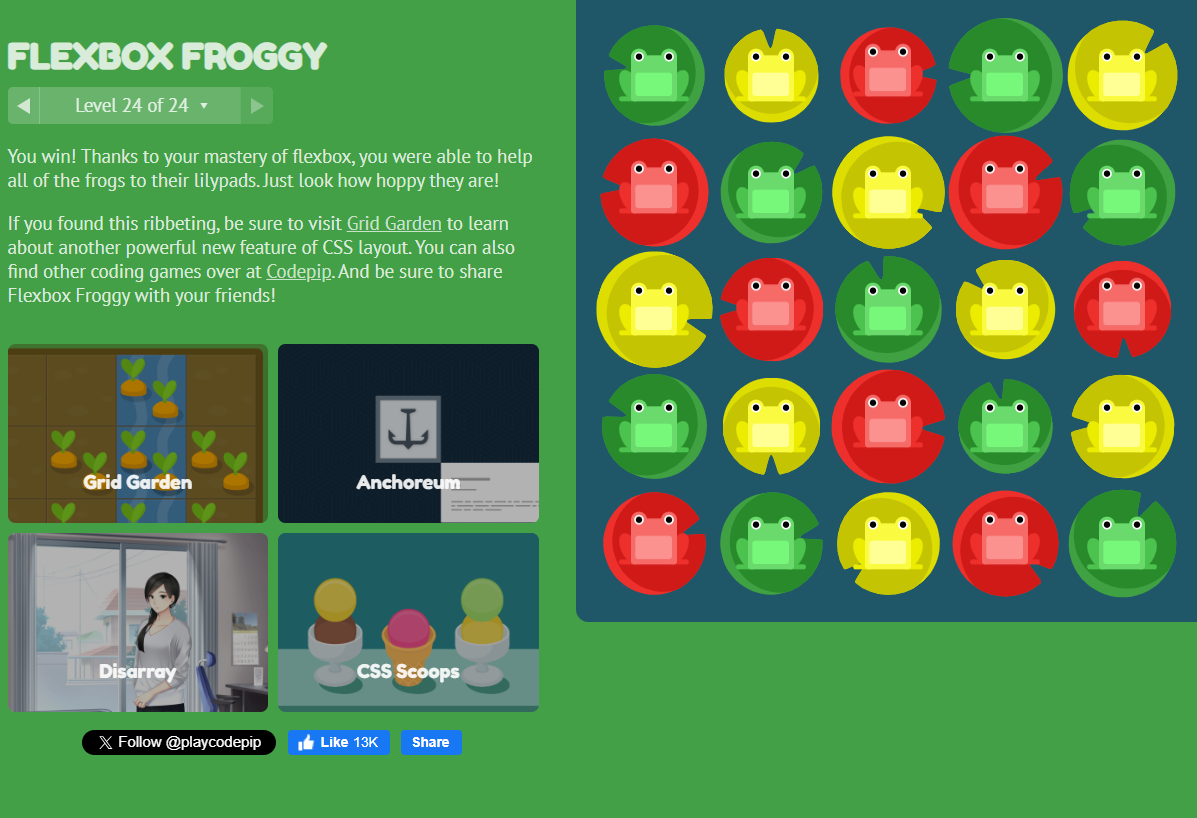 FLEXBOX FROGGY
Level 24 of 24
You win! Thanks to your mastery of flexbox, you were able to help
all of the frogs to their lilypads. Just look how hoppy they are!
If you found this ribbeting, be sure to visit Grid Garden to learn
about another powerful new feature of CSS layout. You can also
find other coding games over at Codepip. And be sure to share
Flexbox Froggy with your friends!
Grid Garden
Anchoreum
Disarray
CSS Scoops
Follow @playcodepip
Like 13K
Share